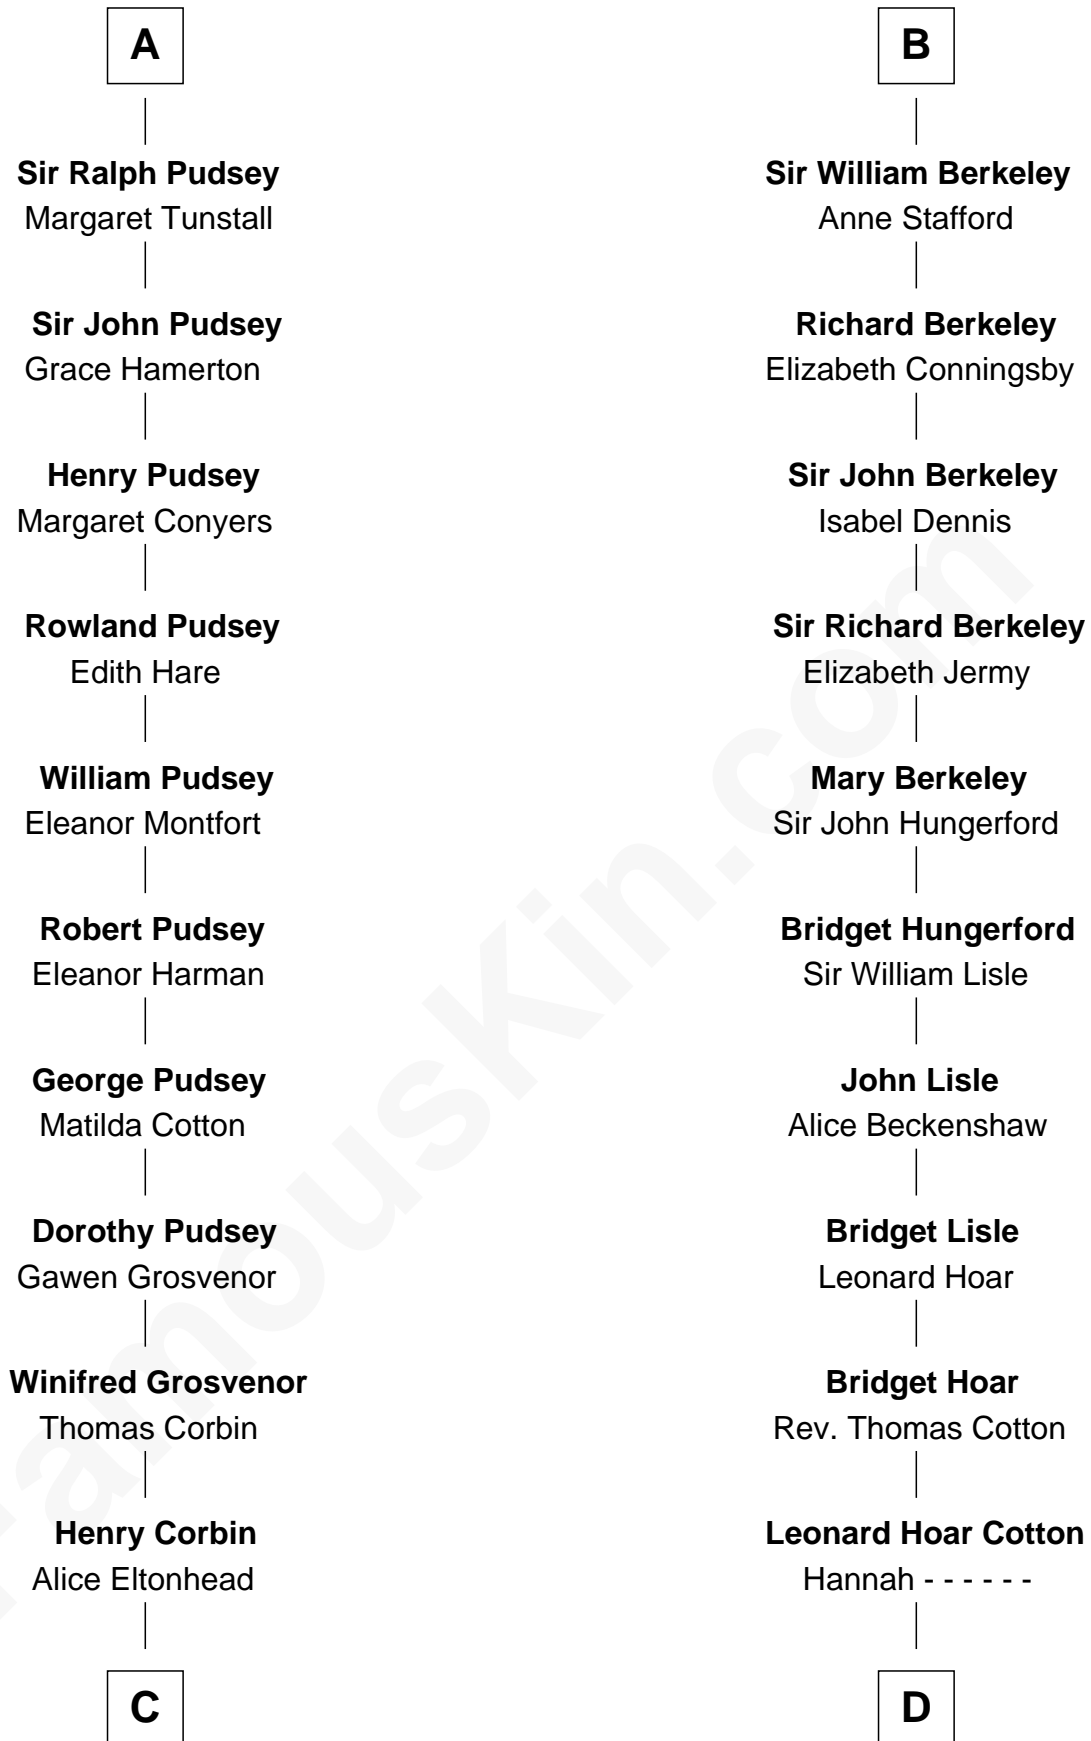 A
Sir Ralph Pudsey
Margaret Tunstall
Sir John Pudsey
Grace Hamerton
Henry Pudsey
Margaret Conyers
Rowland Pudsey
Edith Hare
William Pudsey
Eleanor Montfort
Robert Pudsey
Eleanor Harman
George Pudsey
Matilda Cotton
Dorothy Pudsey
Gawen Grosvenor
Winifred Grosvenor
Thomas Corbin
Henry Corbin
Alice Eltonhead
C
B
Sir William Berkeley
Anne Stafford
Richard Berkeley
Elizabeth Conningsby
Sir John Berkeley
Isabel Dennis
Sir Richard Berkeley
Elizabeth Jermy
Mary Berkeley
Sir John Hungerford
Bridget Hungerford
Sir William Lisle
John Lisle
Alice Beckenshaw
Bridget Lisle
Leonard Hoar
Bridget Hoar
Rev. Thomas Cotton
Leonard Hoar Cotton
Hannah - - - - - -
D
FamousKin.com